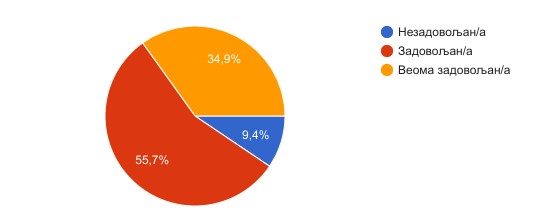 Незадовољан/а
Задовољан/а
Веома задовољан/а
34,9%
9,4%
55,7%